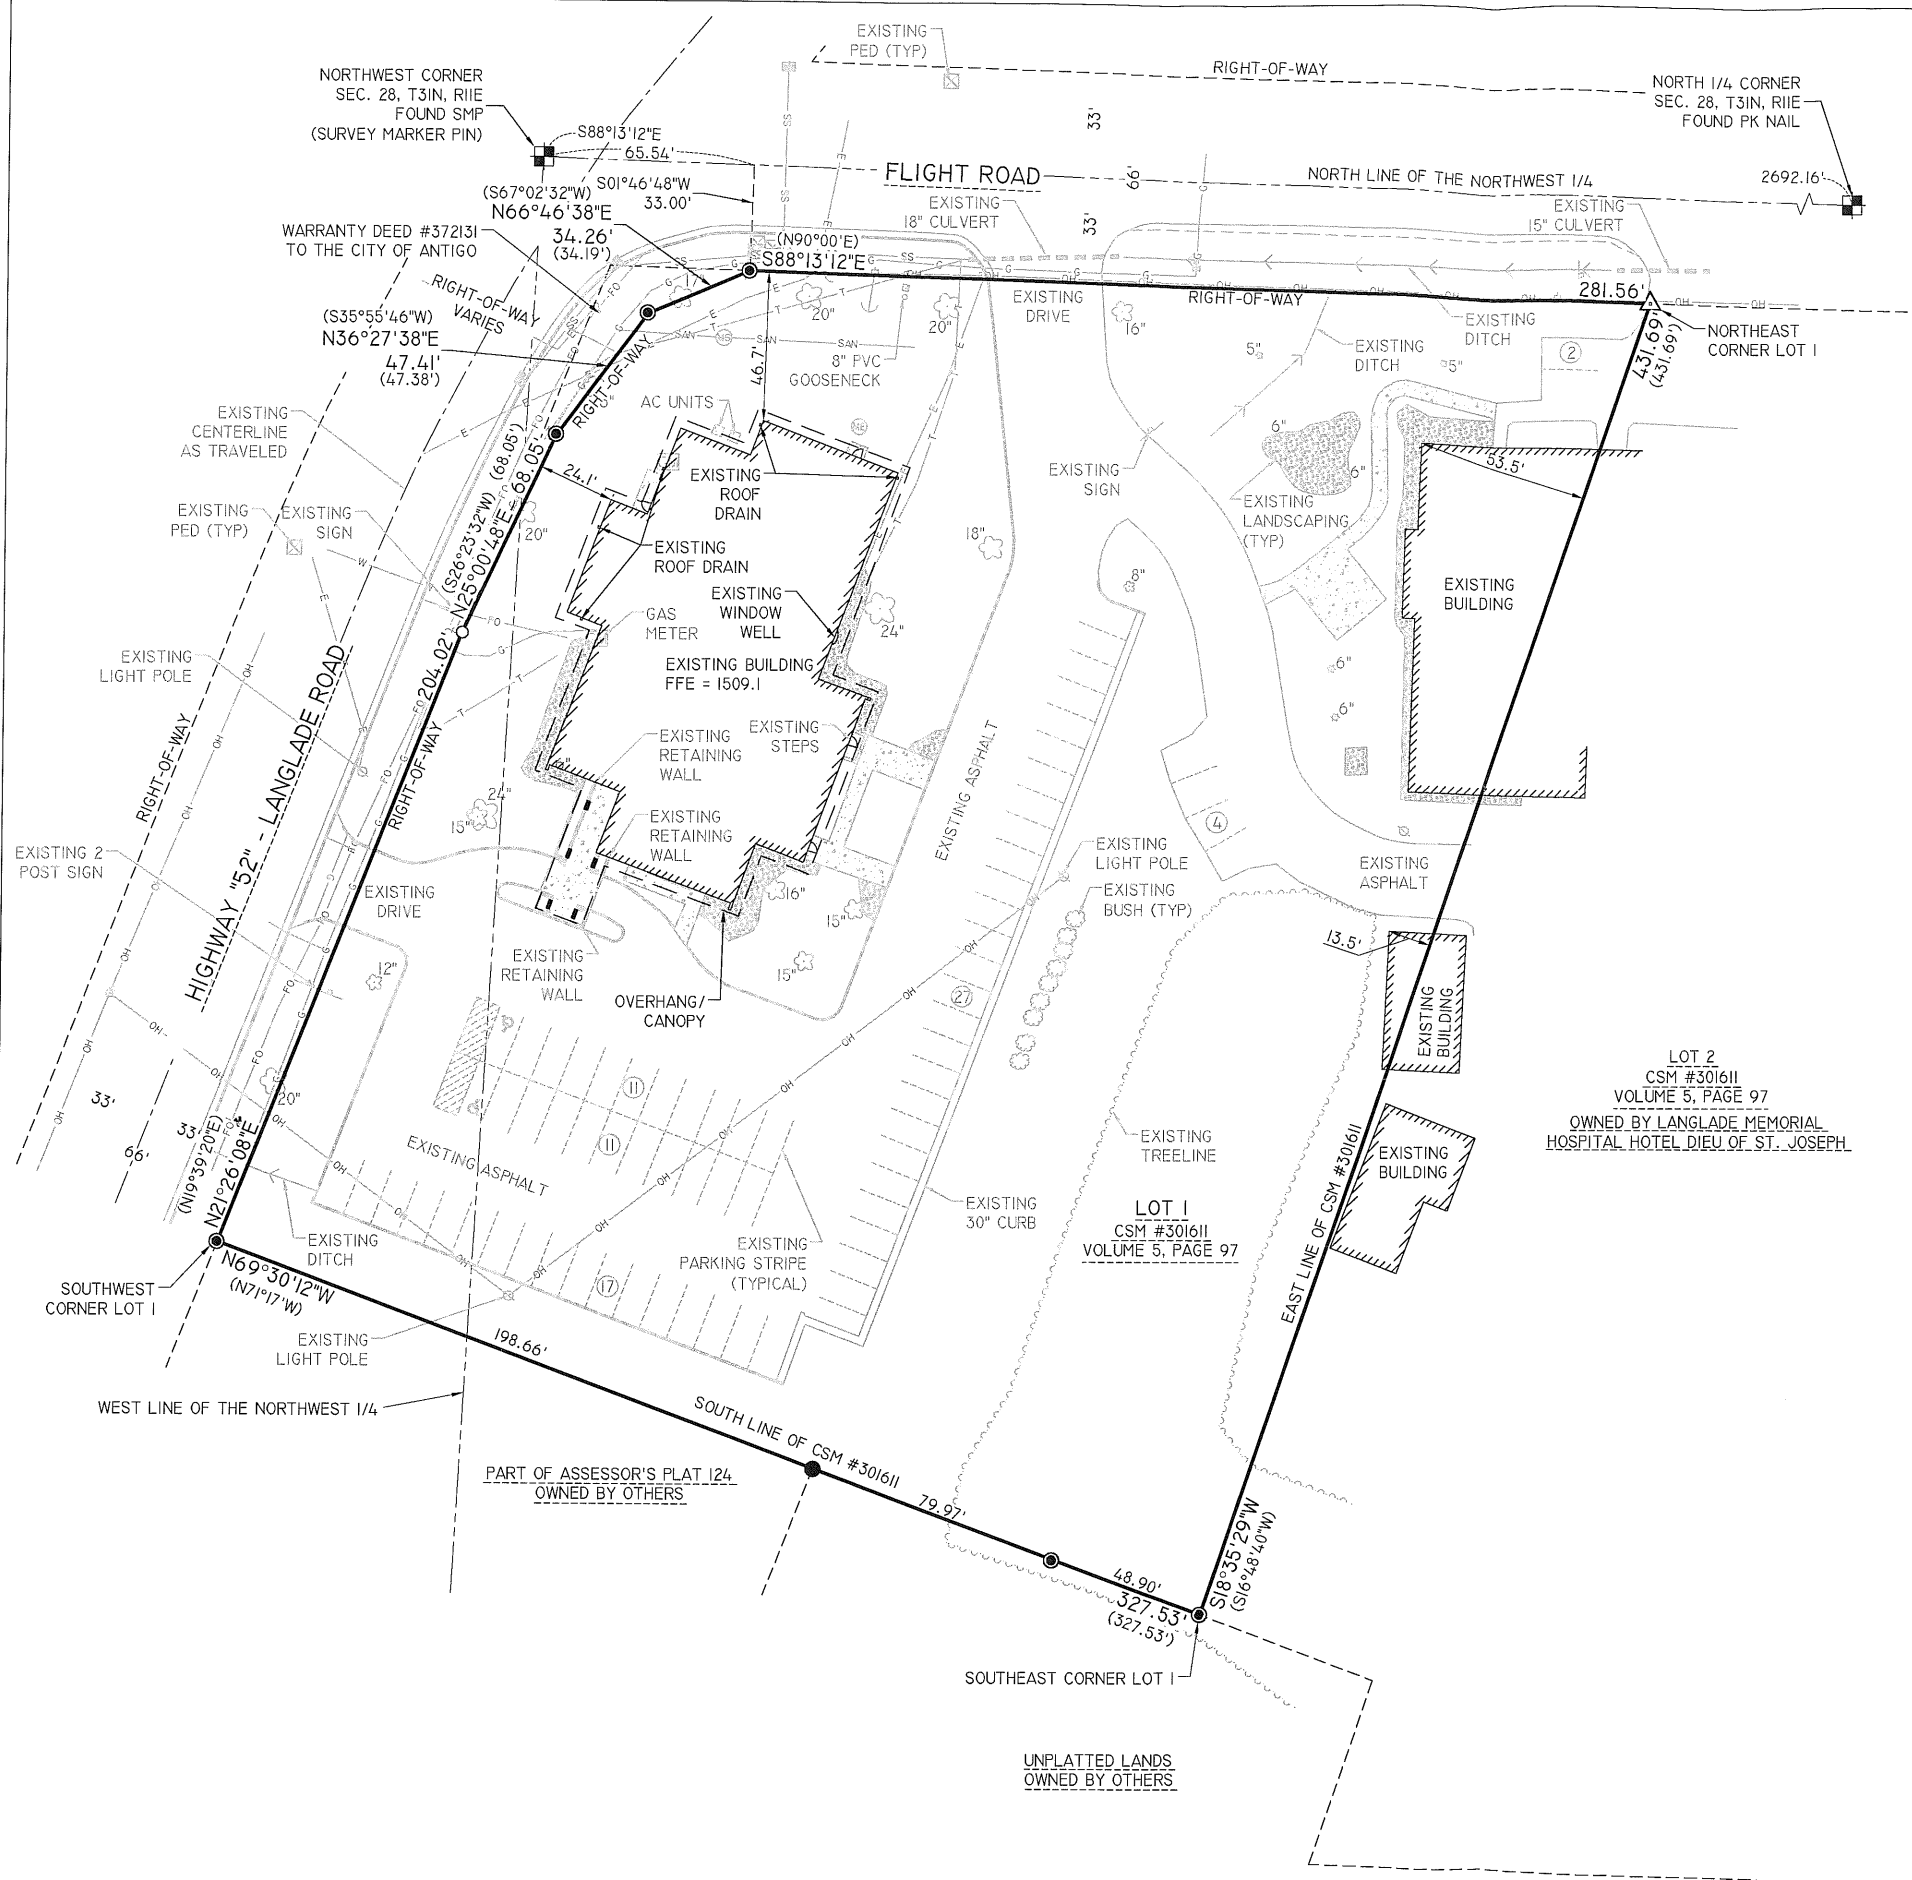 EXISTING
PED (TYP)
RIGHT-OF-WAY
NORTHWEST CORNER
SEC. 28, T31N, R11E
FOUND SMP
(SURVEY MARKER PIN)
NORTH 1/4 CORNER
SEC. 28, T31N, R11E
FOUND PK NAIL
S88°13'12"E
65.54'
33'
66'
33'
FLIGHT ROAD
NORTH LINE OF THE NORTHWEST 1/4
2692.16'
(S67°02'32"W)
N66°46'38"E
34.26'
(34.19')
S01°46'48"W
33.00'
EXISTING
18" CULVERT
EXISTING
15" CULVERT
WARRANTY DEED #372131
TO THE CITY OF ANTIGO
(N90°00'E)
S88°13'12"E
RIGHT-OF-WAY
281.56'
RIGHT-OF-WAY
VARIES
(S35°55'46"W)
N36°27'38"E
47.41'
(47.38')
RIGHT-OF-WAY
17"
20"
20"
16"
EXISTING
DRIVE
EXISTING
DITCH
EXISTING
DITCH
NORTHEAST
CORNER LOT 1
431.69'
(431.69')
2
5"
5"
8" PVC
GOOSENECK
46.7'
AC UNITS
EXISTING
CENTERLINE
AS TRAVELED
24.1'
EXISTING
ROOF
DRAIN
EXISTING
SIGN
6"
6"
53.5'
EXISTING
LANDSCAPING
(TYP)
EXISTING
PED (TYP)
EXISTING
SIGN
(S26°23'32"W) (68.05')
N25°00'48"E 68.05'
20"
18"
EXISTING
ROOF DRAIN
EXISTING
WINDOW
WELL
8"
EXISTING
BUILDING
GAS
METER
24"
EXISTING
LIGHT POLE
EXISTING BUILDING
FFE = 1509.1
6"
6"
204.02'
RIGHT-OF-WAY
RIGHT-OF-WAY
HIGHWAY "52" - LANGLADE ROAD
EXISTING
RETAINING
WALL
EXISTING
STEPS
EXISTING ASPHALT
24"
15"
EXISTING
RETAINING
WALL
4
EXISTING
LIGHT POLE
EXISTING
ASPHALT
EXISTING 2
POST SIGN
EXISTING
DRIVE
16"
15"
EXISTING
BUSH (TYP)
13.5'
12"
EXISTING
RETAINING
WALL
15"
OVERHANG/
CANOPY
27
EXISTING
BUILDING
LOT 2
CSM #301611
VOLUME 5, PAGE 97
OWNED BY LANGLADE MEMORIAL
HOSPITAL HOTEL DIEU OF ST. JOSEPH
11
11
20"
33'
33'
66'
(N19°39'20"E)
N21°26'08"E
EXISTING ASPHALT
EXISTING
TREELINE
EXISTING
BUILDING
EAST LINE OF CSM #301611
EXISTING
30" CURB
LOT 1
CSM #301611
VOLUME 5, PAGE 97
EXISTING
DITCH
EXISTING
PARKING STRIPE
(TYPICAL)
17
SOUTHWEST
CORNER LOT 1
N69°30'12"W
(N71°17'W)
EXISTING
LIGHT POLE
198.66'
WEST LINE OF THE NORTHWEST 1/4
SOUTH LINE OF CSM #301611
PART OF ASSESSOR'S PLAT 124
OWNED BY OTHERS
79.97'
48.90'
327.53'
(327.53')
S18°35'29"W
(S16°48'40"W)
SOUTHEAST CORNER LOT 1
UNPLATTED LANDS
OWNED BY OTHERS